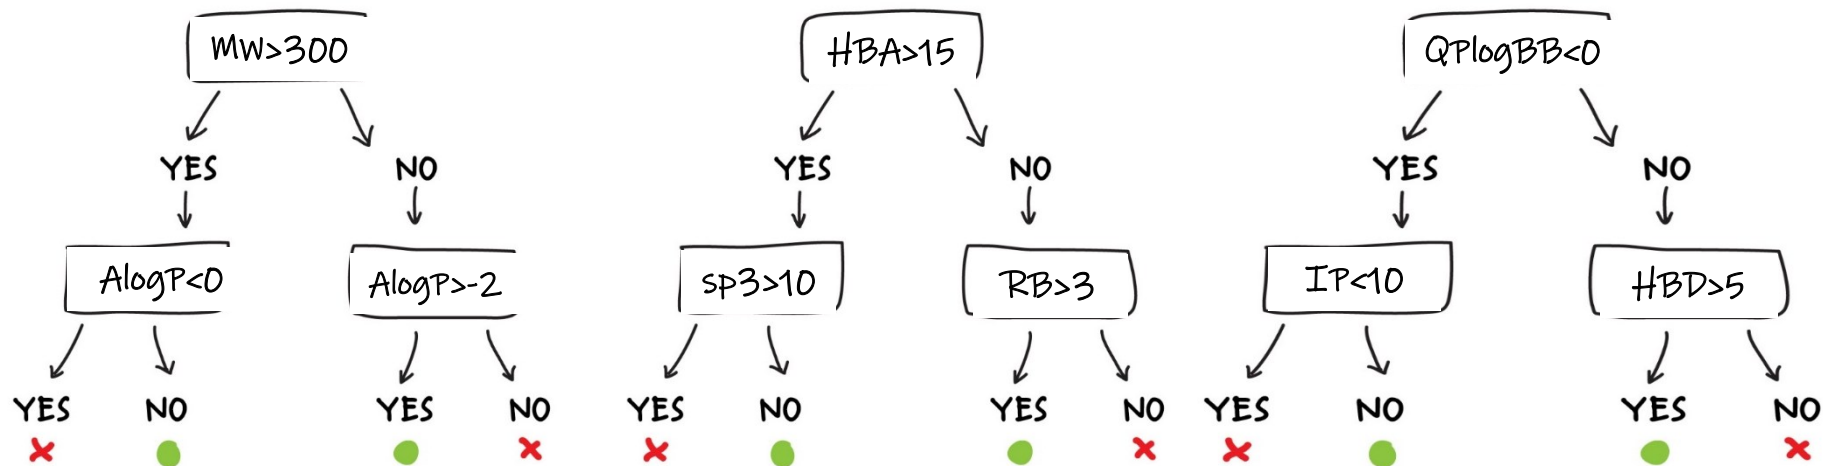 MW>300
HBA>15
QPlogBB<0
YES
NO
YES
NO
YES
NO
AlogP<0
AlogP>-2
sp3>10
RB>3
IP<10
HBD>5
YES
NO
YES
NO
YES
NO
YES
NO
YES
NO
YES
NO